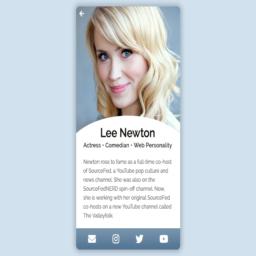 Lee Newton
Actress • Comedian • Web Personality
Newton rose to fame as a full-time co-host
of SourceFed, a YouTube pop culture and
news channel. She was also on the
SourceFedNERD spin-off channel. Now,
she is working with her original SourceFed
co-hosts on a new YouTube channel called
The Valleyfolk.